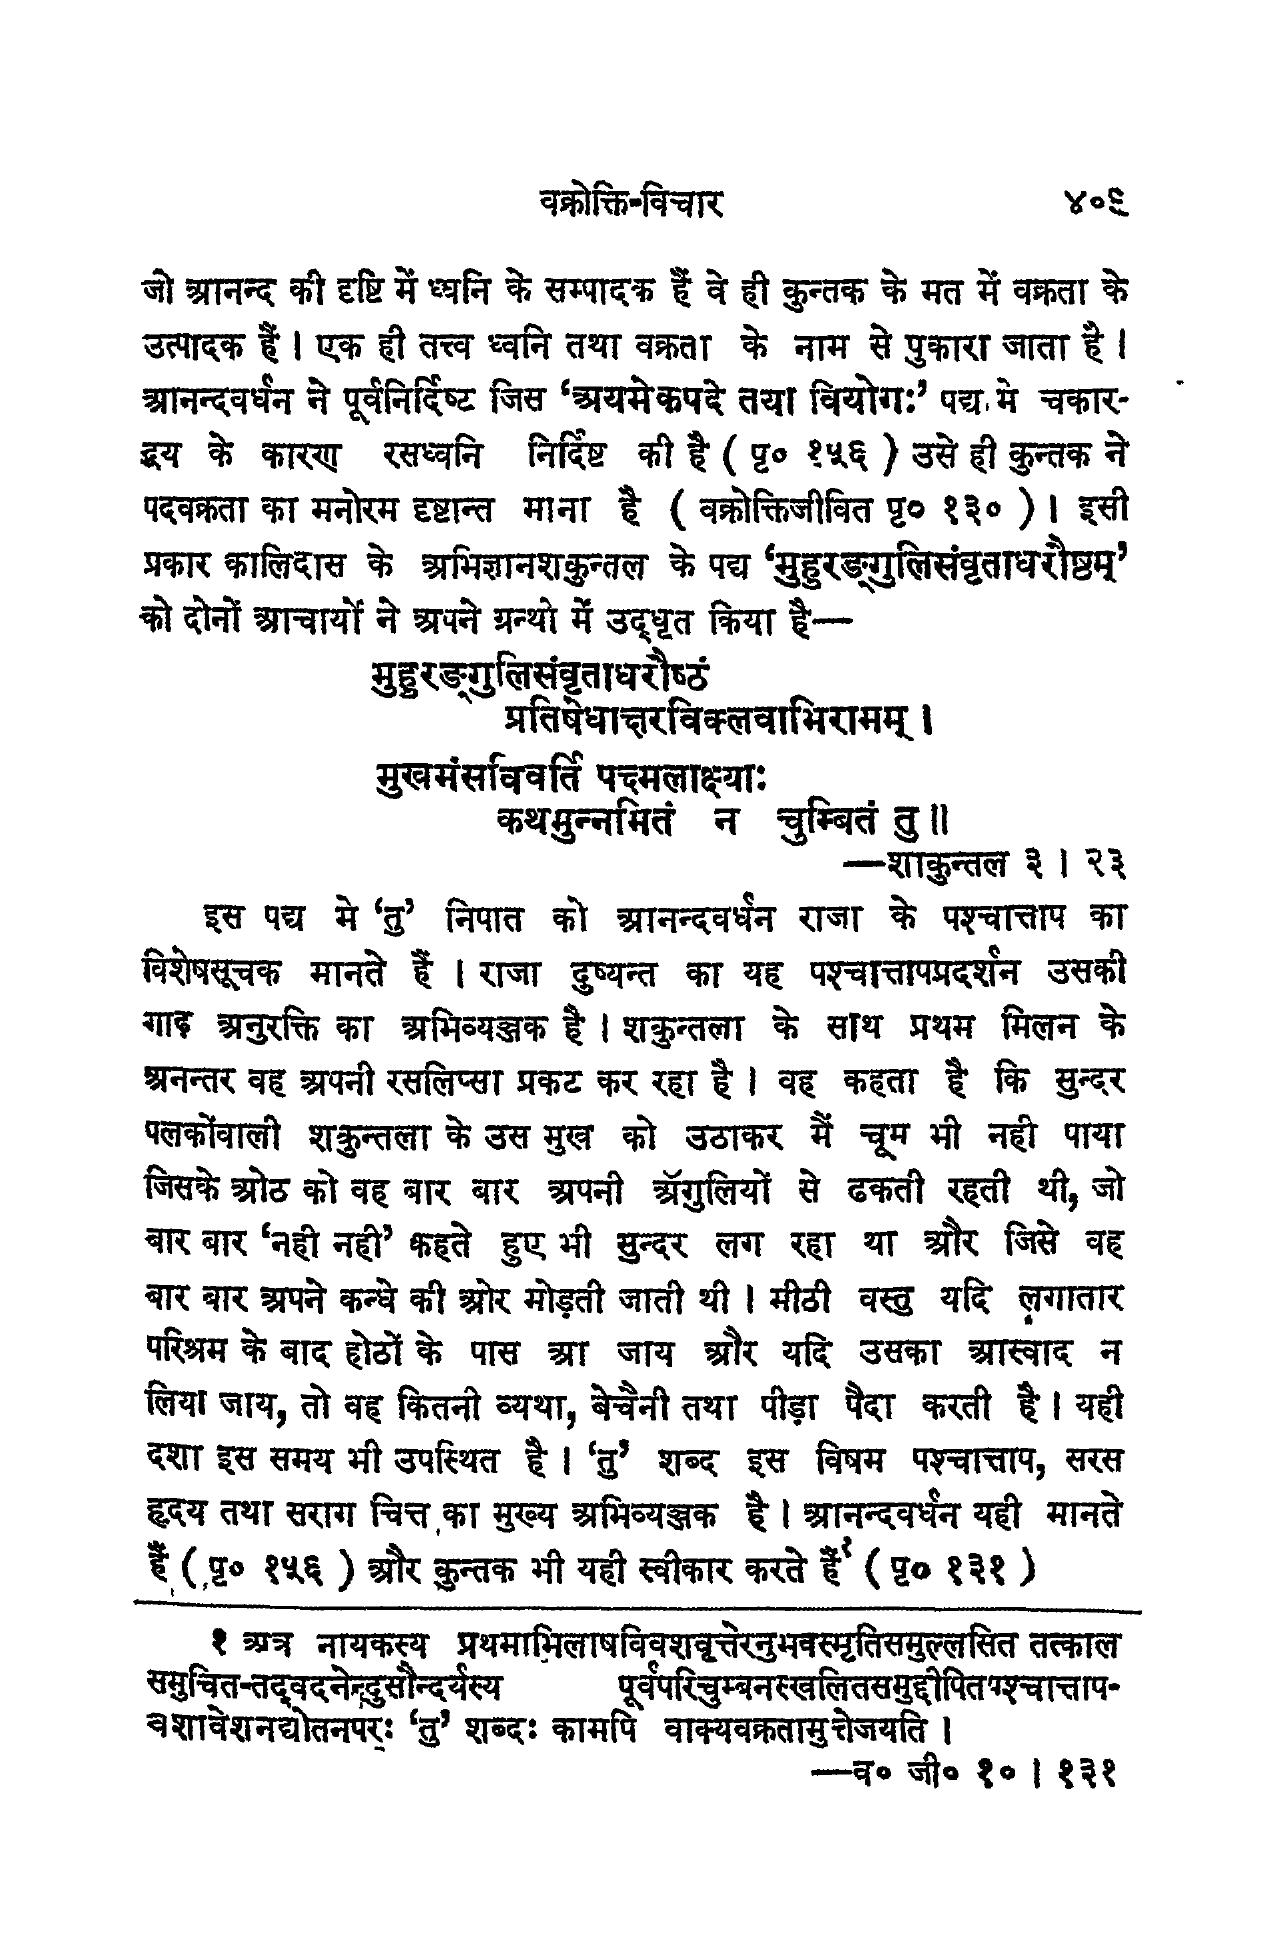 वक्रोक्ति-विचार ४०९
जो आनन्द की दृष्टि में ध्वनि के सम्पादक हैं वे ही कुन्तक के मत में वक्रता के
उत्पादक हैं। एक ही तत्त्व ध्वनि तथा वक्रता के नाम से पुकारा जाता है।
आनन्दवर्धन ने पूर्वनिर्दिष्ट जिस ‘अयमेकपदे तया वियोगः’ पद्य मे चकार-
द्वय के कारण रसध्वनि निर्दिष्ट की है ( पृ० १५६ ) उसे ही कुन्तक ने
पदवक्रता का मनोरम दृष्टान्त माना है ( वक्रोक्तिजीवित पृ० १३० )। इसी
प्रकार कालिदास के अभिज्ञानशकुन्तल के पद्य ‘मुहुरङ्गुलिसंवृताधरौष्ठम्’
को दोनों आचार्यो ने अपने ग्रन्थो में उद्धृत किया है—
मुहुरङ्गुलिसंवृताधरौष्ठं
प्रतिषेधाक्षरविक्लवाभिरामम्।
मुखमंसविवर्ति पक्ष्मलाक्ष्याः
कथमुन्नमितं न चुम्बितं तु॥
—शाकुन्तल ३। २३
इस पद्य मे ‘तु’ निपात को आनन्दवर्धन राजा के पश्चात्ताप का
विशेषसूचक मानते हैं। राजा दुष्यन्त का यह पश्चात्तापप्रदर्शन उसकी
गाढ़ अनुरक्ति का अभिव्यञ्जक है। शकुन्तला के साथ प्रथम मिलन के
अनन्तर वह अपनी रसलिप्सा प्रकट कर रहा है। वह कहता है कि सुन्दर
पलकोंवाली शकुन्तला के उस मुख को उठाकर मैं चूम भी नही पाया
जिसके ओठ को वह बार बार अपनी अँगुलियों से ढकती रहती थी, जो
बार बार ‘नही नही’ कहते हुए भी सुन्दर लग रहा था और जिसे वह
बार बार अपने कन्धे की ओर मोड़ती जाती थी। मीठी वस्तु यदि लगातार
परिश्रम के बाद होठों के पास आ जाय और यदि उसका आस्वाद न
लिया जाय, तो वह कितनी व्यथा, बेचैनी तथा पीड़ा पैदा करती है। यही
दशा इस समय भी उपस्थित है। ‘तु’ शब्द इस विषम पश्चात्ताप, सरस
हृदय तथा सराग चित्त का मुख्य अभिव्यञ्जक है। आनन्दवर्धन यही मानते
हैं ( पृ० १५६ ) और कुन्तक भी यही स्वीकार करते हैं¹ ( पृ० १३१ )
१ अत्र नायकस्य प्रथमाभिलाषविवशवृत्तेरनुभवस्मृतिसमुल्लसित तत्काल
समुचित-तद्वदनेन्दुसौन्दर्यस्य पूर्वपरिचुम्बनस्खलितसमुद्दीपितपश्चात्ताप-
वशावेशनद्योतनपरः ‘तु’ शब्दः कामपि वाक्यवक्रतामुत्तेजयति।
—व० जी० १०। १३१